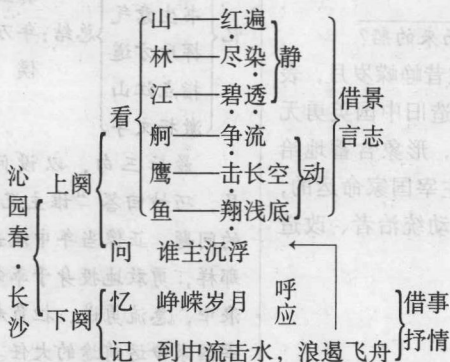 山——红遍
林——尽染
静
江——碧透
看
借景
言志
舸——争流
鹰——击长空
动
鱼——翔浅底
沁园春·长沙
上阕
问 谁主沉浮
下阕
忆 峥嵘岁月
呼应
记 到中流击水，浪遏飞舟
借事
抒情